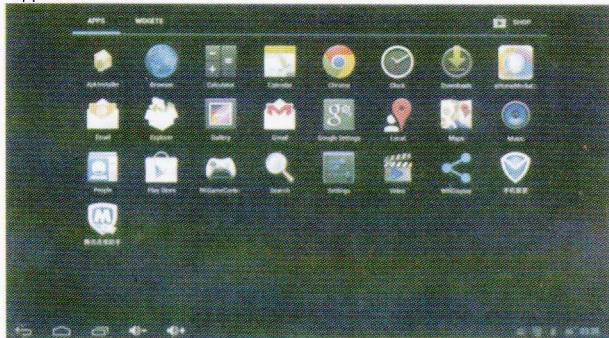 APPS WIDGETS SHOP
ApkInstaller Browser Calculator Calendar Chrome Clock Downloads
Email Explorer Gallery Gmail Google Settings Local Maps Music
People Play Store Search Settings Video